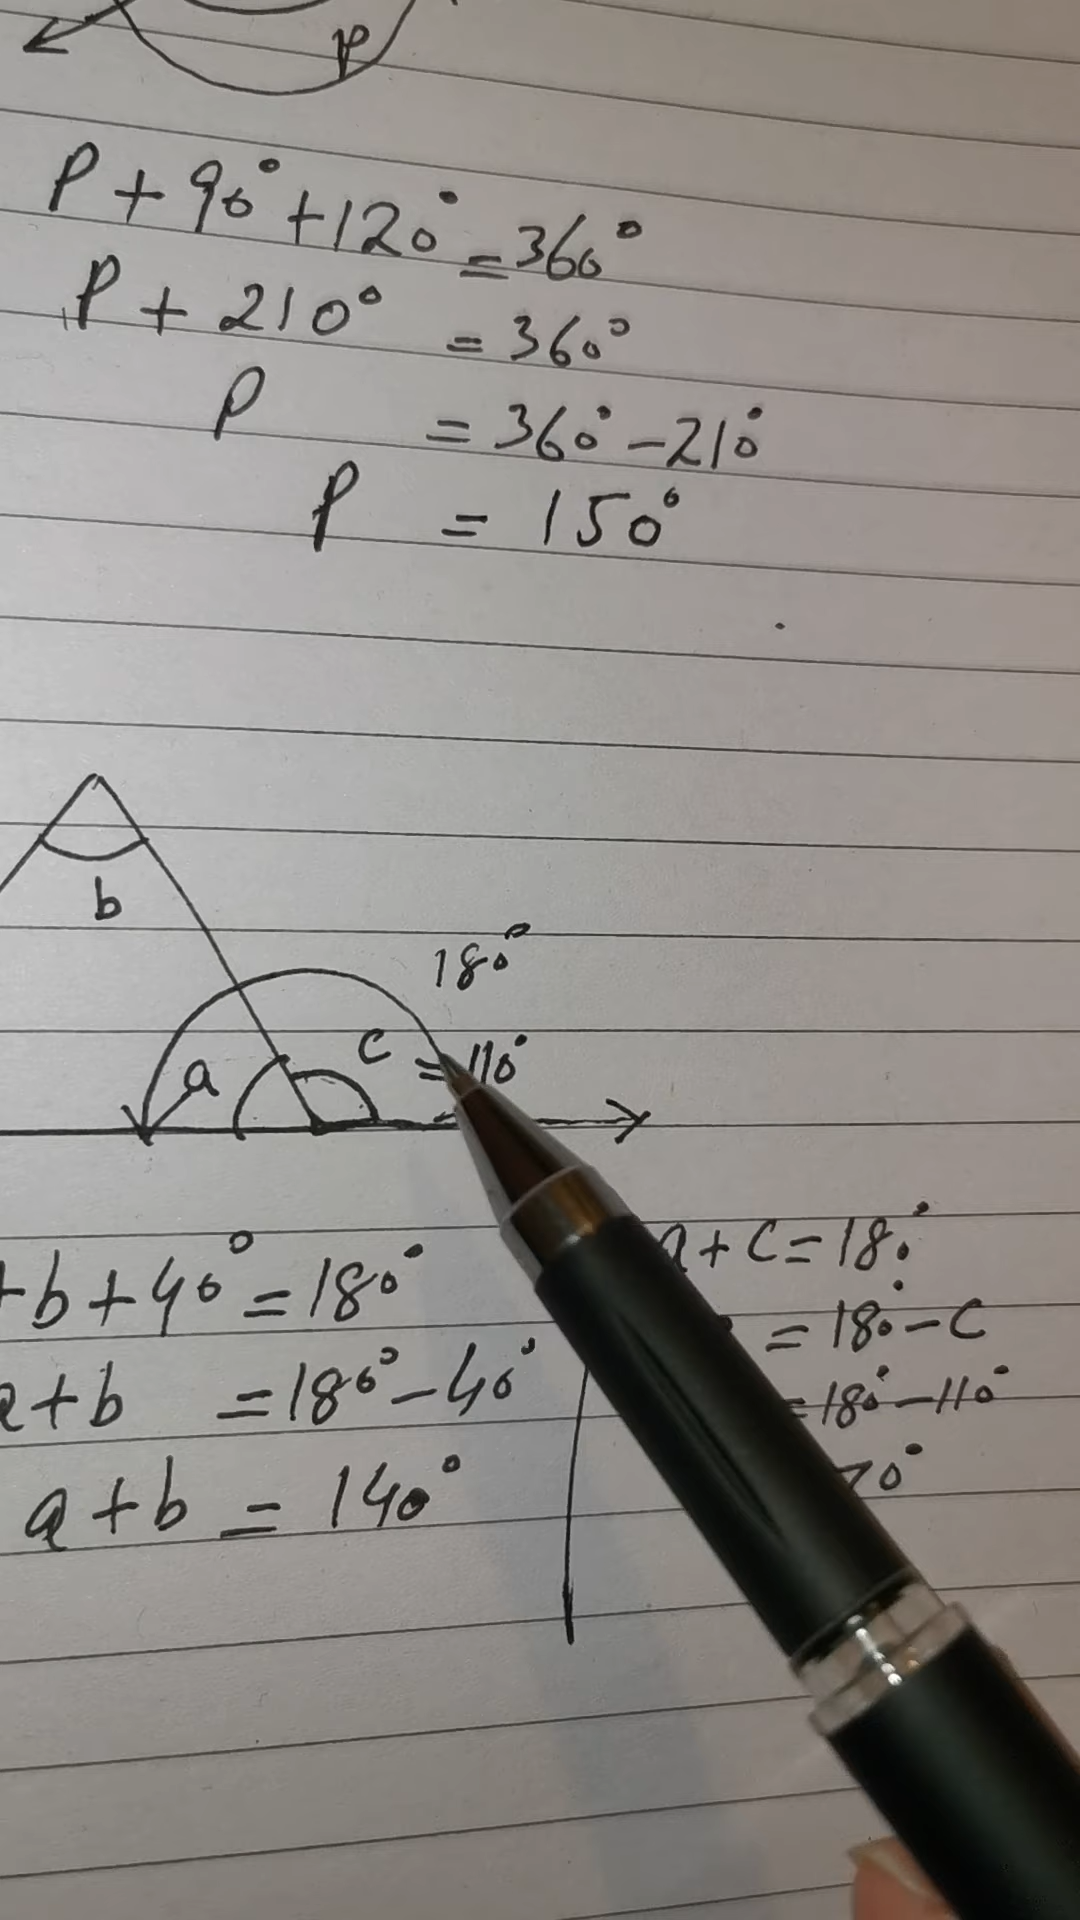 p
P + 90° + 120° = 360°
P + 210° = 360°
P = 360° - 210°
P = 150°
b
180°
a
c = 110°
+ b + 40° = 180°
a + b = 180° - 40°
a + b = 140°
a + c = 180°
= 180° - c
= 180° - 110°
70°